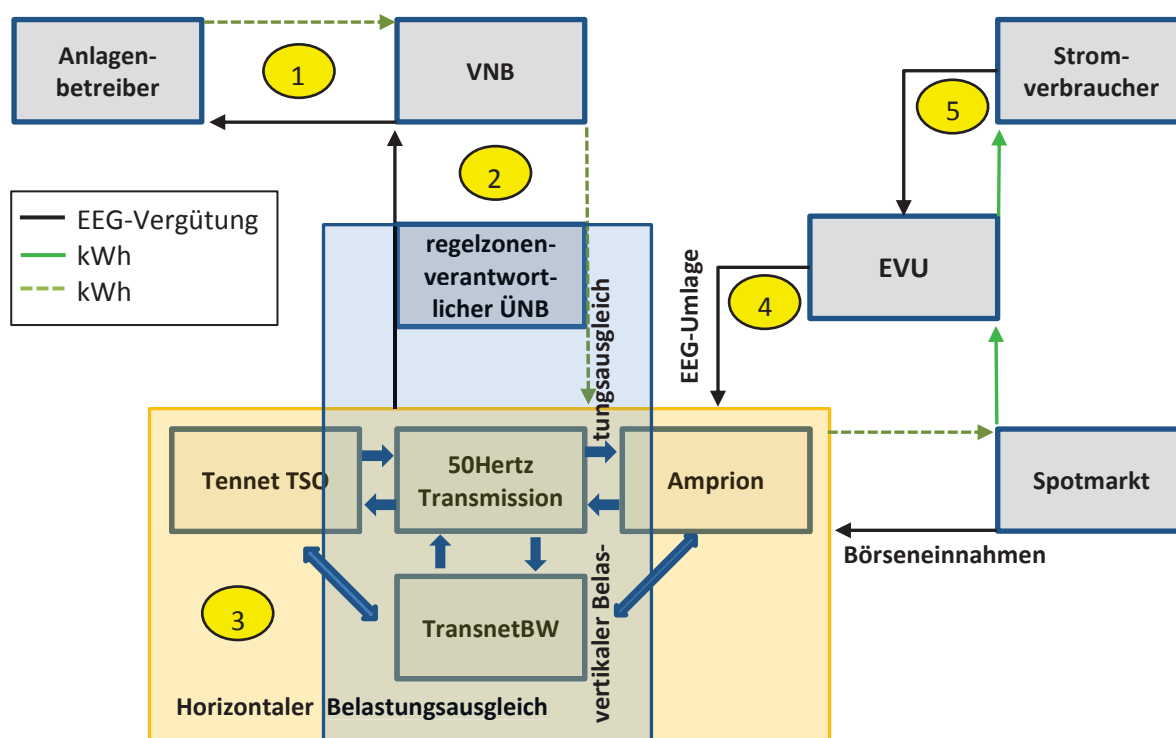 Anlagen-
betreiber
1
VNB
Strom-
verbraucher
5
2
EEG-Vergütung
kWh
kWh
regelzonen-
verantwort-
licher ÜNB
EVU
4
EEG-Umlage
vertikaler Belas-
tungsausgleich
Tennet TSO
50Hertz
Transmission
Amprion
Spotmarkt
Börseneinnahmen
3
TransnetBW
Horizontaler Belastungsausgleich